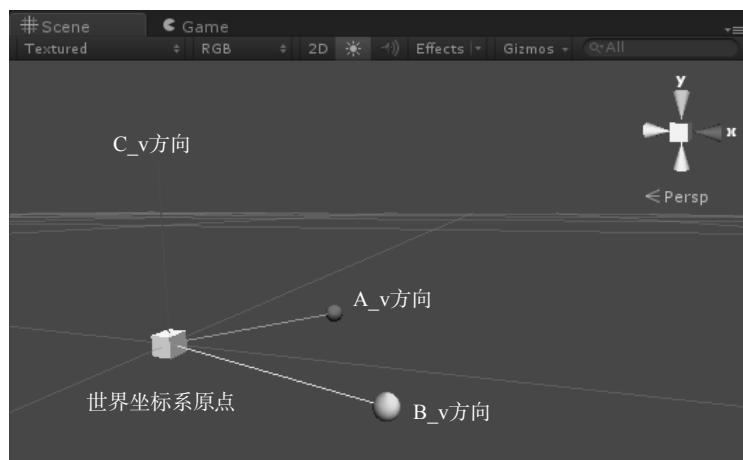 Scene Game
Textured RGB 2D Effects Gizmos All
y
C_v方向
x
Persp
A_v方向
世界坐标系原点
B_v方向